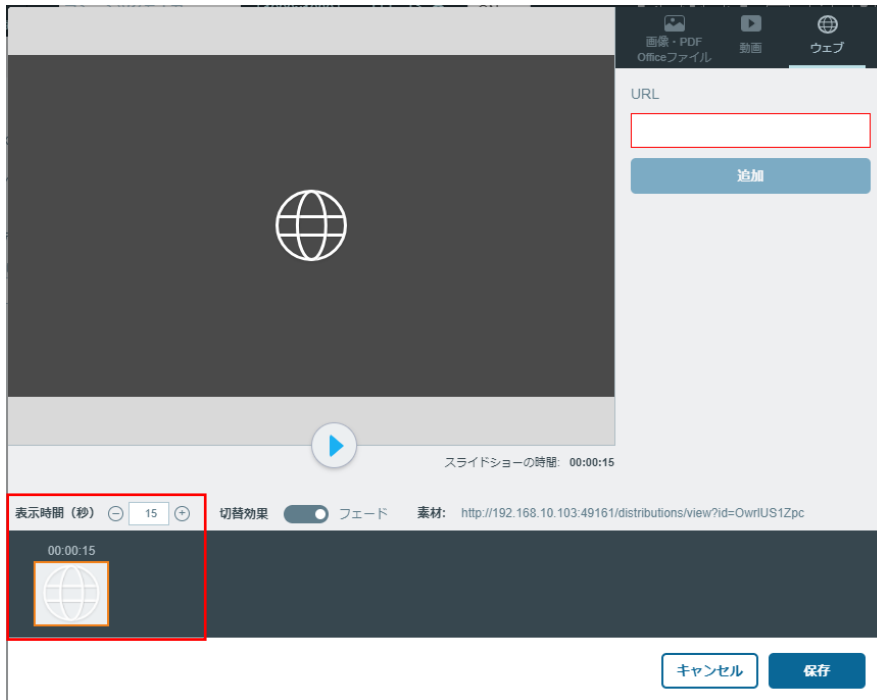 画像・PDF
Officeファイル
動画
ウェブ
URL
追加
スライドショーの時間: 00:00:15
表示時間（秒） 15 切替効果 フェード 素材: http://192.168.10.103:49161/distributions/view?id=OwrlUS1Zpc
00:00:15
キャンセル 保存